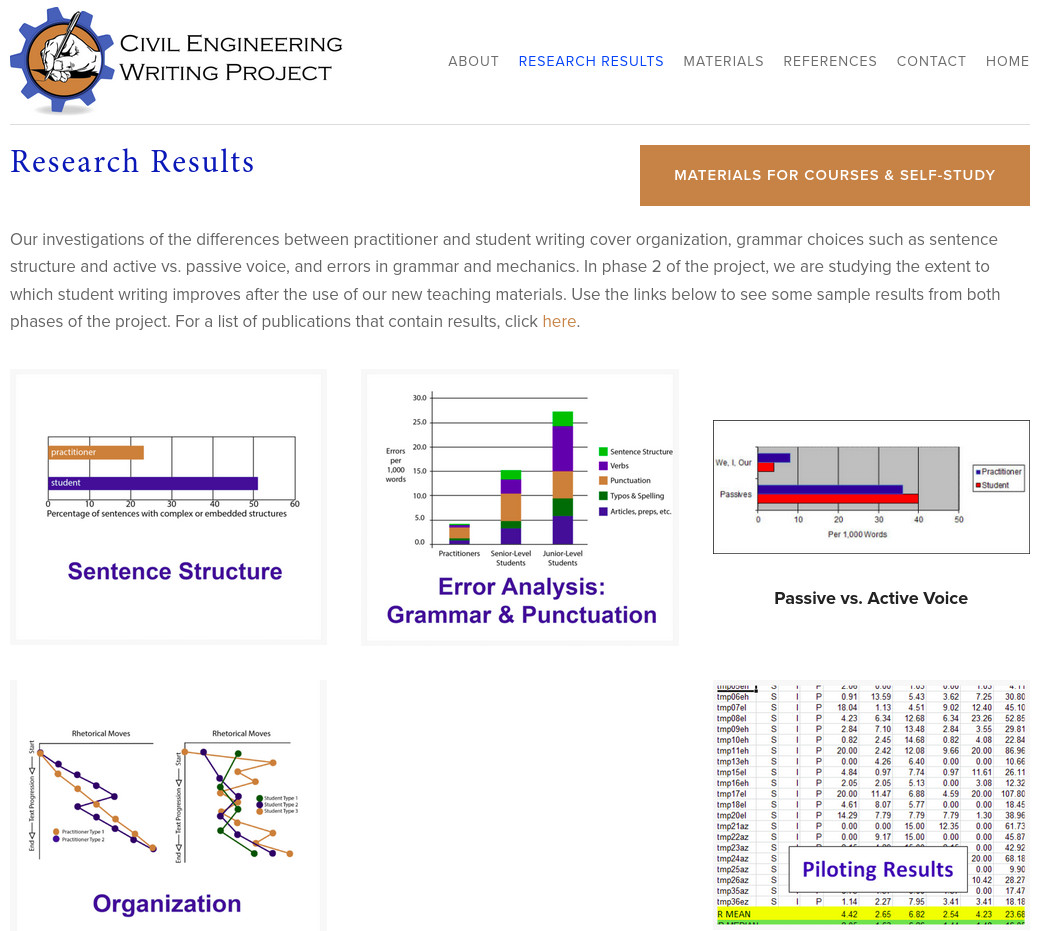 CIVIL ENGINEERING
WRITING PROJECT
ABOUT RESEARCH RESULTS MATERIALS REFERENCES CONTACT HOME
Research Results
MATERIALS FOR COURSES & SELF-STUDY
Our investigations of the differences between practitioner and student writing cover organization, grammar choices such as sentence
structure and active vs. passive voice, and errors in grammar and mechanics. In phase 2 of the project, we are studying the extent to
which student writing improves after the use of our new teaching materials. Use the links below to see some sample results from both
phases of the project. For a list of publications that contain results, click here.
practitioner
student
0 10 20 30 40 50 60
Percentage of sentences with complex or embedded structures
Sentence Structure
30.0
25.0
20.0
15.0
10.0
5.0
0.0
Errors
per
1,000
words
Sentence Structure
Verbs
Punctuation
Typos & Spelling
Articles, preps, etc.
Practitioners Senior-Level Junior-Level
Students Students
Error Analysis:
Grammar & Punctuation
We, I, Our
Passives
Practitioner
Student
0 10 20 30 40 50
Per 1,000 Words
Passive vs. Active Voice
Rhetorical Moves
Start
Text Progression
End
Practitioner Type 1
Practitioner Type 2
Rhetorical Moves
Start
Text Progression
End
Student Type 1
Student Type 2
Student Type 3
Organization
tmp06eh S I P 0.91 13.59 5.43 3.62 7.25 30.80
tmp07el S I P 18.04 1.13 4.51 9.02 12.40 45.10
tmp08el S I P 4.23 6.34 12.68 6.34 23.26 52.85
tmp09eh S I P 2.84 7.10 13.48 2.84 3.55 29.81
tmp10eh S I P 0.82 2.45 14.68 0.82 4.08 22.84
tmp11eh S I P 20.00 2.42 12.08 9.66 20.00 86.96
tmp13eh S I P 0.00 4.26 6.40 0.00 0.00 10.66
tmp15el S I P 4.84 0.97 7.74 0.97 11.61 26.11
tmp16eh S I P 2.05 2.05 5.13 0.00 3.08 12.32
tmp17el S I P 20.00 11.47 6.88 4.59 20.00 107.80
tmp18el S I P 4.61 8.07 5.77 0.00 0.00 18.45
tmp20el S I P 14.29 7.79 7.79 7.79 1.30 38.96
tmp21az S I P 0.00 0.00 15.00 12.35 0.00 61.73
tmp22az S I P 0.00 9.17 15.00 0.00 0.00 45.87
tmp23az S I P 0.00 42.92
tmp24az 20.00 68.18
tmp25az 0.00 9.90
tmp26az 10.42 28.27
tmp35az 0.00 17.47
tmp36ez S I P 1.14 2.27 7.95 3.41 3.41 18.18
R MEAN 4.42 2.65 6.82 2.54 4.23 23.68
Piloting Results